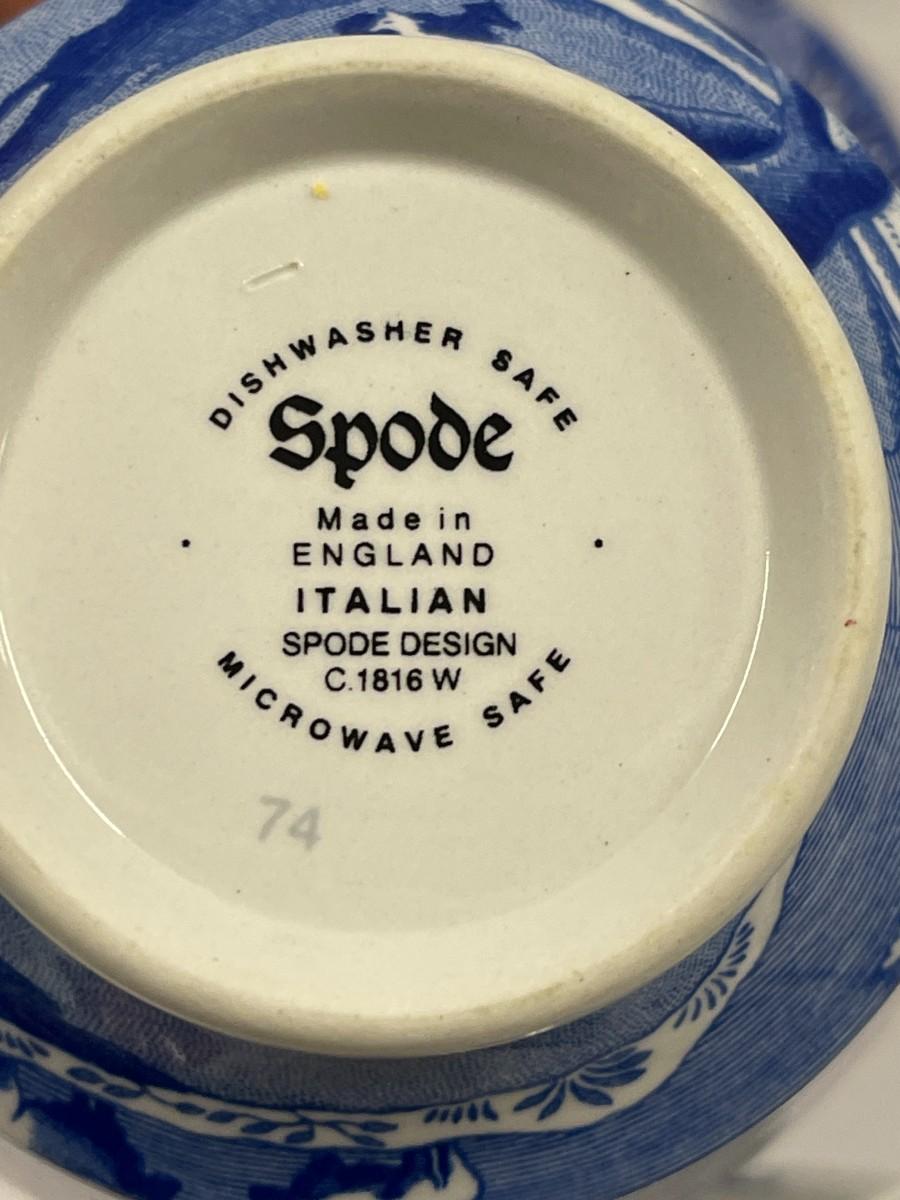 DISHWASHER SAFE
Spode
Made in
ENGLAND
ITALIAN
SPODE DESIGN
C.1816 W
MICROWAVE SAFE
74